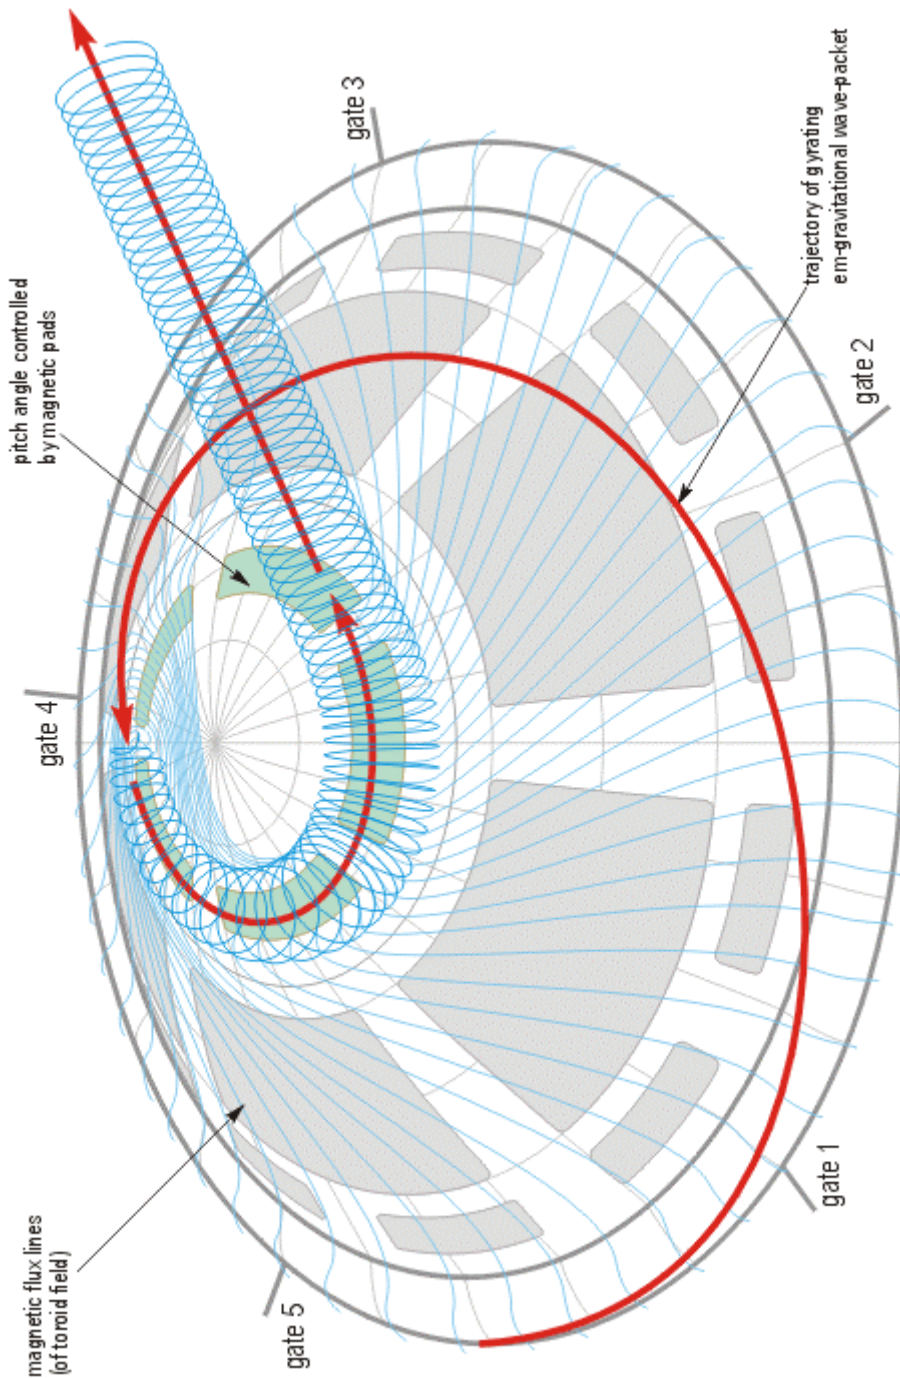 magnetic flux lines
(of toroid field)
pitch angle controlled
by magnetic pads
trajectory of gyrating
em-gravitational wave-packet
gate 5
gate 4
gate 3
gate 1
gate 2